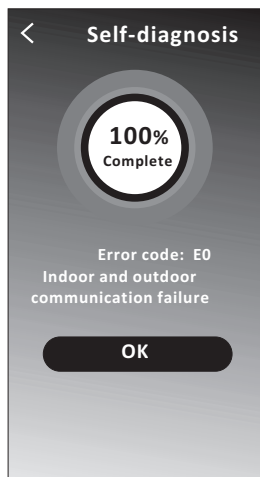 Self-diagnosis
100%
Complete
Error code: E0
Indoor and outdoor
communication failure
OK